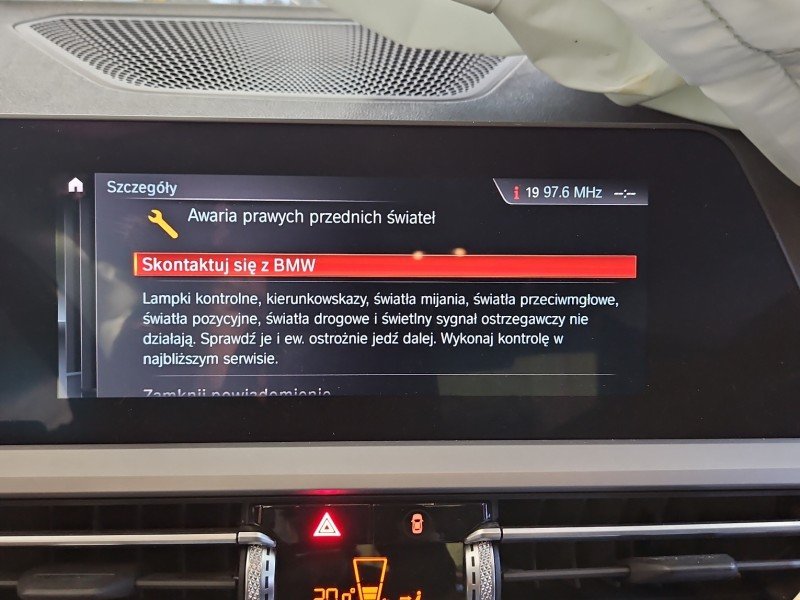 Szczegóły
19 97.6 MHz --:--
Awaria prawych przednich świateł
Skontaktuj się z BMW
Lampki kontrolne, kierunkowskazy, światła mijania, światła przeciwmgłowe,
światła pozycyjne, światła drogowe i świetlny sygnał ostrzegawczy nie
działają. Sprawdź je i ew. ostrożnie jedź dalej. Wykonaj kontrolę w
najbliższym serwisie.
Zamknij powiadomienie